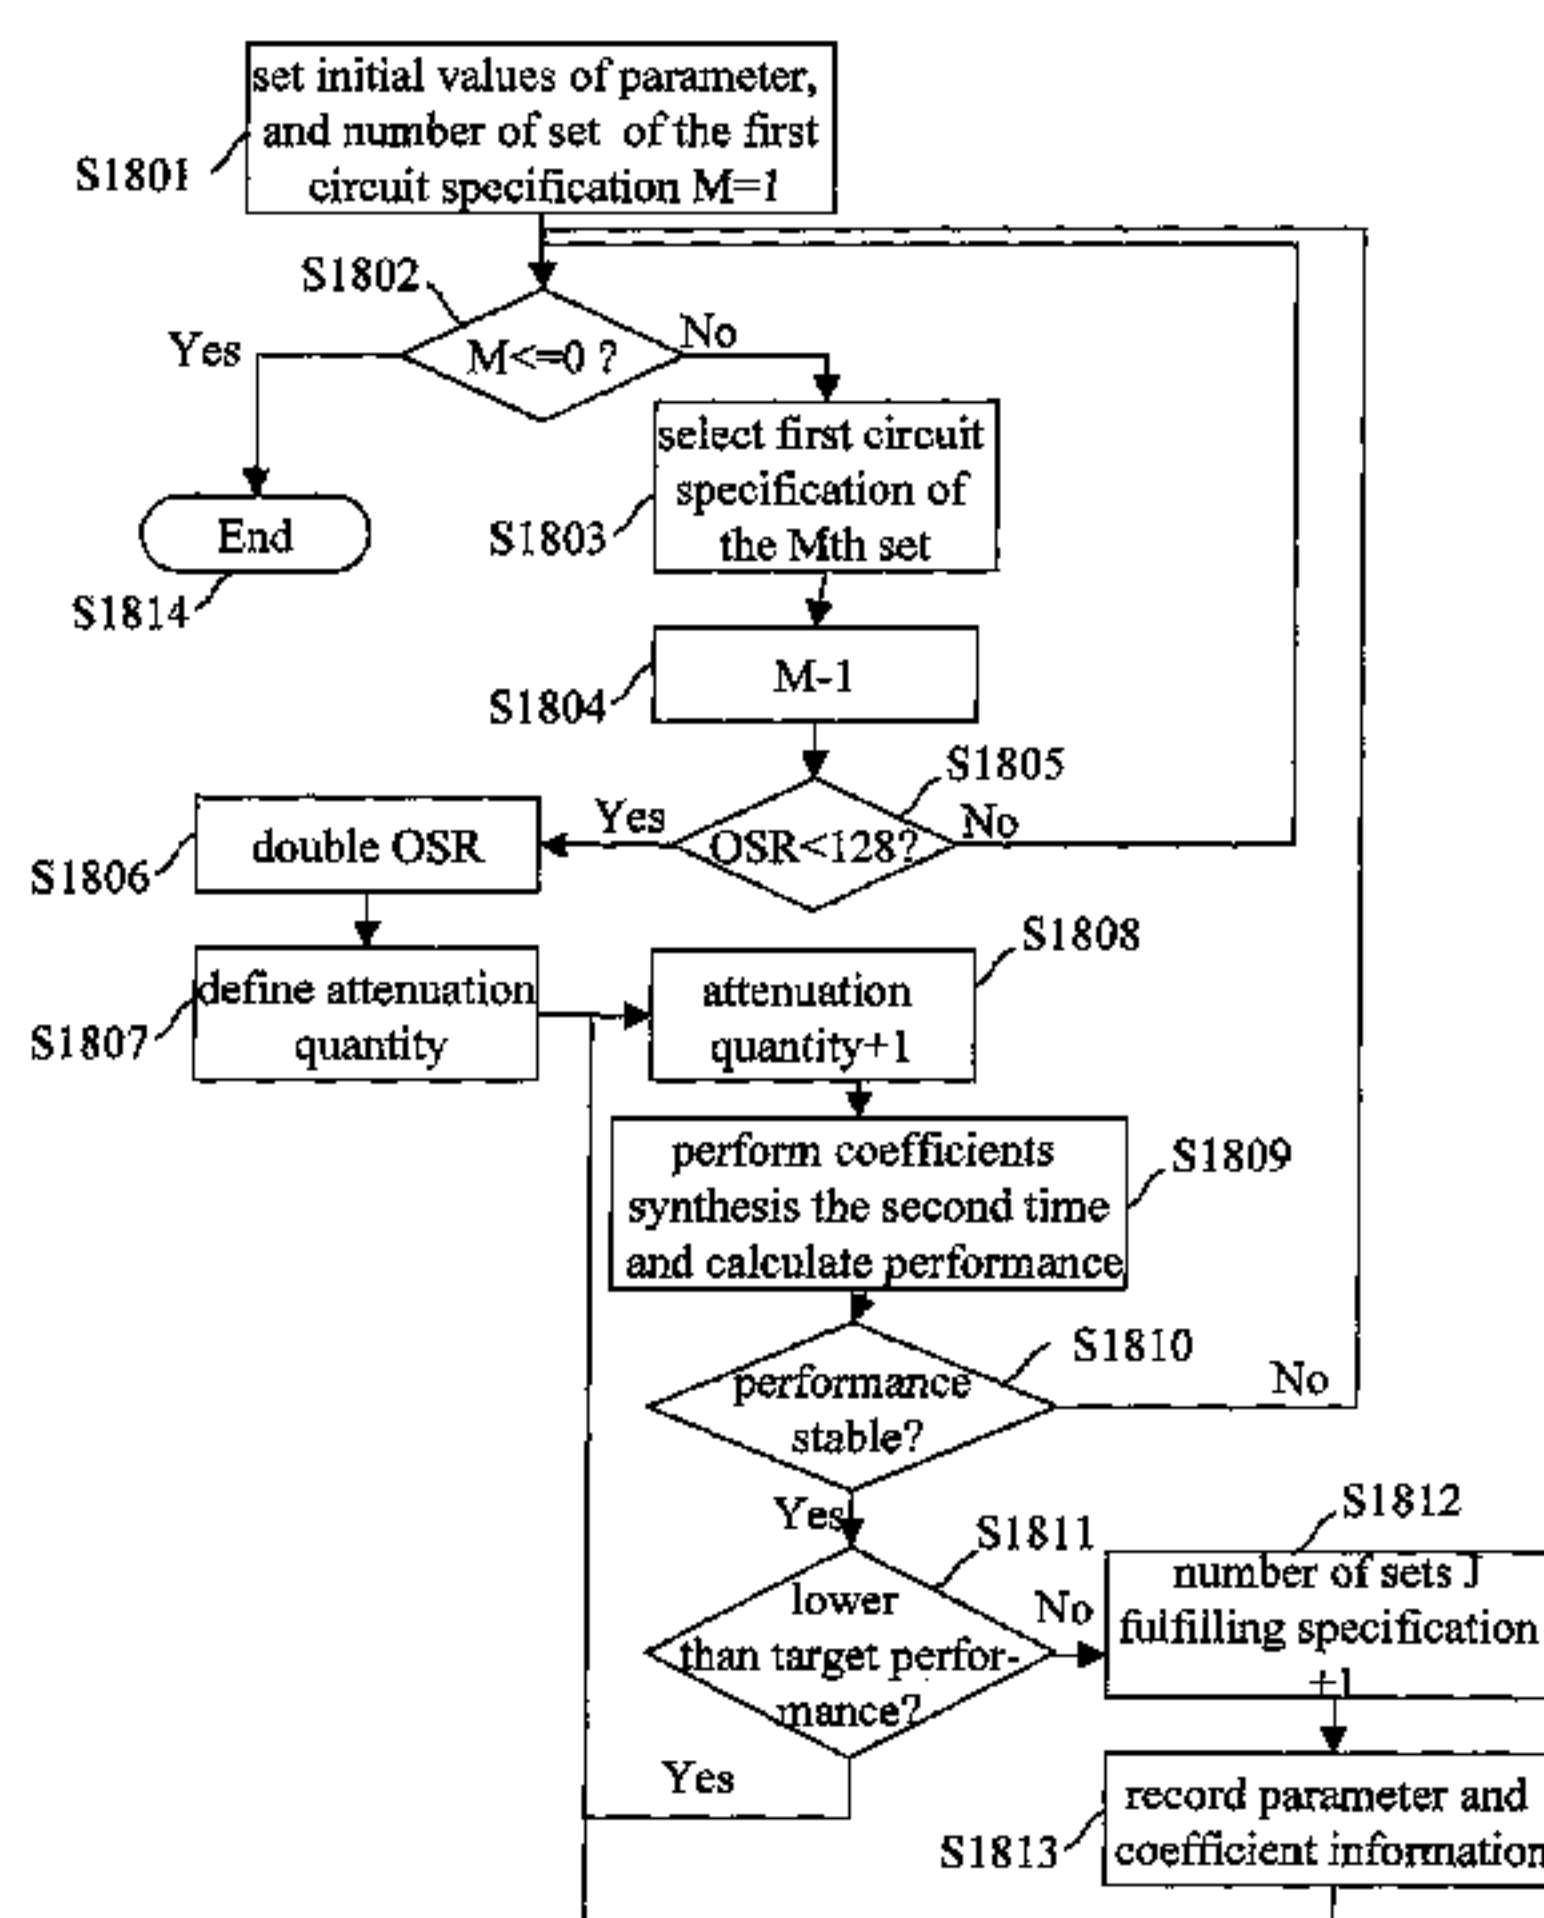 set initial values of parameter,
and number of set of the first
circuit specification M=1
S1801
S1802
Yes
M<=0 ?
No
select first circuit
specification of
the Mth set
S1803
End
S1814
M-1
S1804
S1805
Yes
OSR<128?
No
double OSR
S1806
S1808
define attenuation
quantity
S1807
attenuation
quantity+1
perform coefficients
synthesis the second time
and calculate performance
S1809
S1810
performance
stable?
No
Yes
S1812
S1811
lower
than target perfor-
mance?
No
number of sets J
fulfilling specification
+1
Yes
record parameter and
coefficient information
S1813